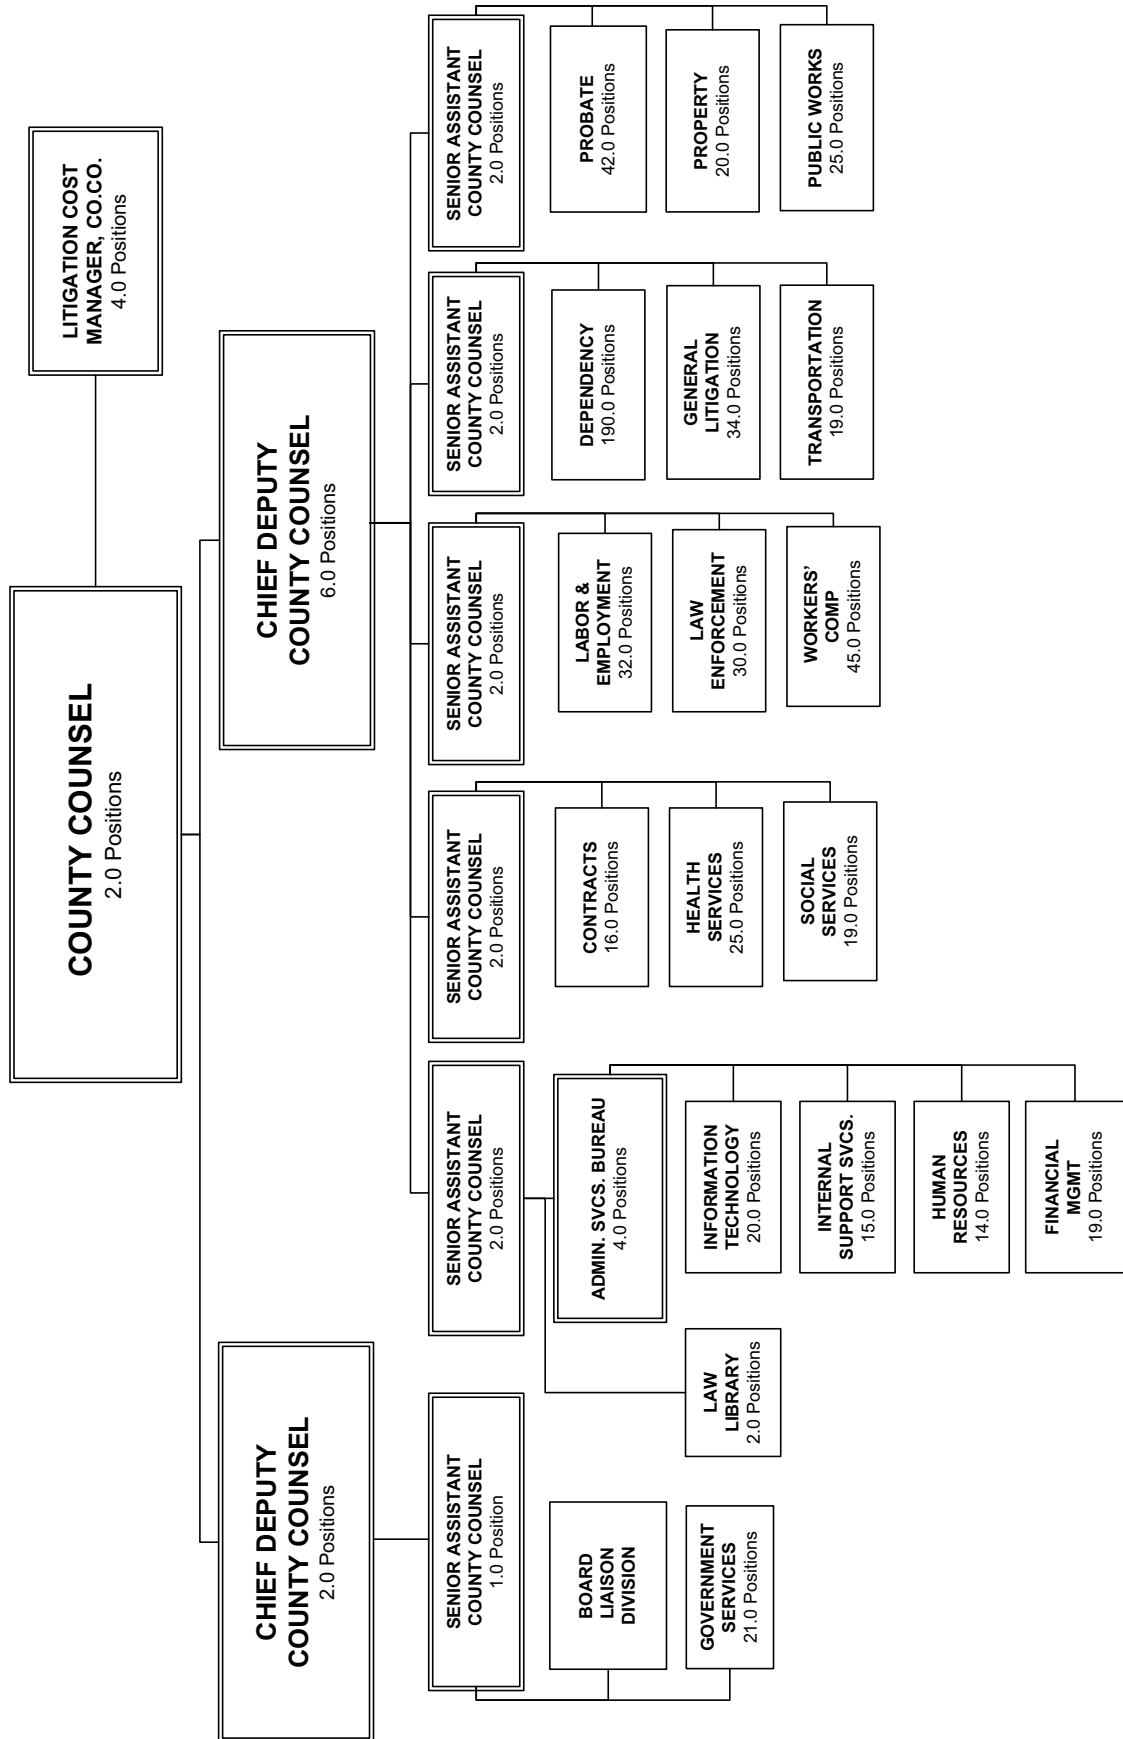 COUNTY COUNSEL
2.0 Positions
LITIGATION COST
MANAGER, CO.CO.
4.0 Positions
CHIEF DEPUTY
COUNTY COUNSEL
2.0 Positions
CHIEF DEPUTY
COUNTY COUNSEL
6.0 Positions
SENIOR ASSISTANT
COUNTY COUNSEL
1.0 Position
BOARD
LIAISON
DIVISION
GOVERNMENT
SERVICES
21.0 Positions
SENIOR ASSISTANT
COUNTY COUNSEL
2.0 Positions
LAW
LIBRARY
2.0 Positions
ADMIN. SVCS. BUREAU
4.0 Positions
INFORMATION
TECHNOLOGY
20.0 Positions
INTERNAL
SUPPORT SVCS.
15.0 Positions
HUMAN
RESOURCES
14.0 Positions
FINANCIAL
MGMT
19.0 Positions
SENIOR ASSISTANT
COUNTY COUNSEL
2.0 Positions
CONTRACTS
16.0 Positions
HEALTH
SERVICES
25.0 Positions
SOCIAL
SERVICES
19.0 Positions
SENIOR ASSISTANT
COUNTY COUNSEL
2.0 Positions
LABOR &
EMPLOYMENT
32.0 Positions
LAW
ENFORCEMENT
30.0 Positions
WORKERS’
COMP
45.0 Positions
SENIOR ASSISTANT
COUNTY COUNSEL
2.0 Positions
DEPENDENCY
190.0 Positions
GENERAL
LITIGATION
34.0 Positions
TRANSPORTATION
19.0 Positions
SENIOR ASSISTANT
COUNTY COUNSEL
2.0 Positions
PROBATE
42.0 Positions
PROPERTY
20.0 Positions
PUBLIC WORKS
25.0 Positions